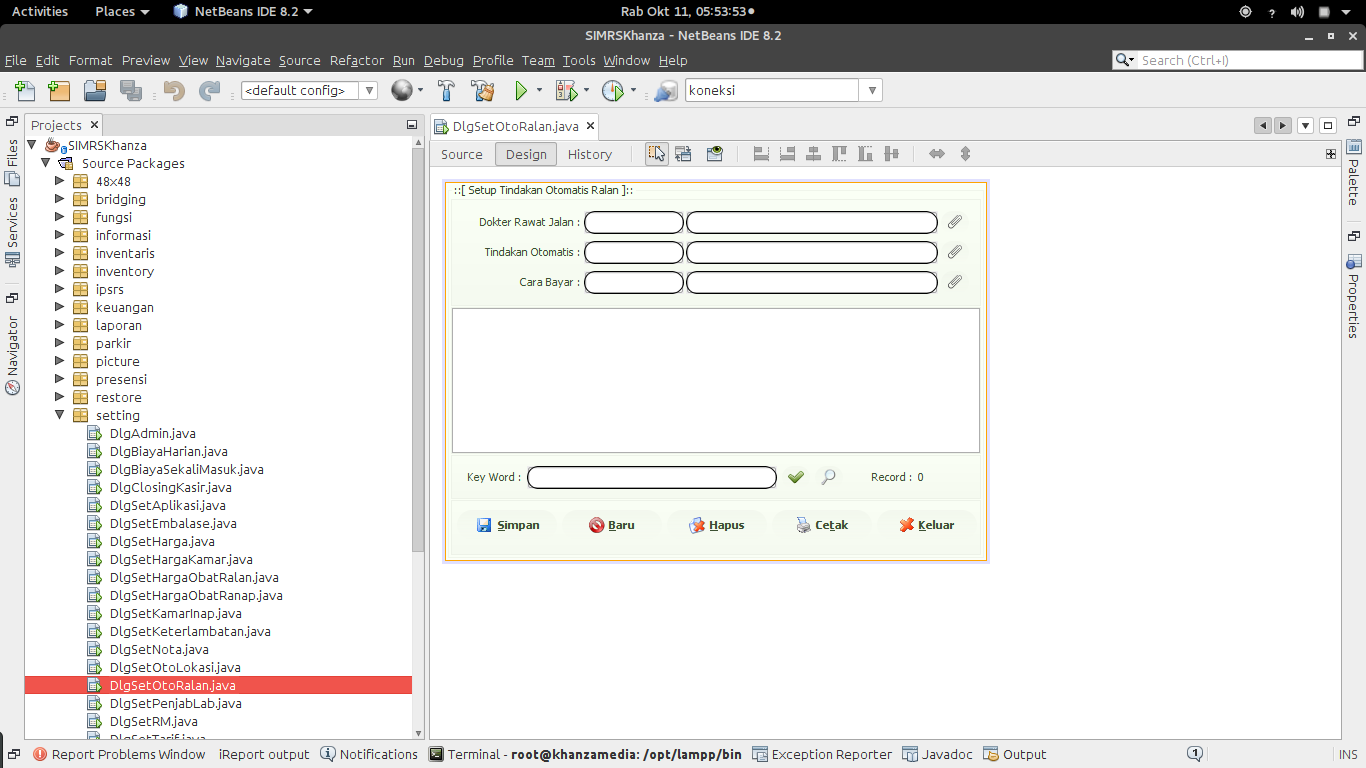 Activities Places NetBeans IDE 8.2 Rab Okt 11, 05:53:53 ?
SIMRSKhanza - NetBeans IDE 8.2
File Edit Format Preview View Navigate Source Refactor Run Debug Profile Team Tools Window Help Search (Ctrl+I)
<default config> koneksi
Projects
DlgSetOtoRalan.java
Source Design History
Files
Services
Navigator
Palette
Properties
SIMRSKhanza
Source Packages
48x48
bridging
fungsi
informasi
inventaris
inventory
ipsrs
keuangan
laporan
parkir
picture
presensi
restore
setting
DlgAdmin.java
DlgBiayaHarian.java
DlgBiayaSekaliMasuk.java
DlgClosingKasir.java
DlgSetAplikasi.java
DlgSetEmbalase.java
DlgSetHarga.java
DlgSetHargaKamar.java
DlgSetHargaObatRalan.java
DlgSetHargaObatRanap.java
DlgSetKamarInap.java
DlgSetKeterlambatan.java
DlgSetNota.java
DlgSetOtoLokasi.java
DlgSetOtoRalan.java
DlgSetPenjabLab.java
DlgSetRM.java
DlgSetTarif.java
::[ Setup Tindakan Otomatis Ralan ]::
Dokter Rawat Jalan :
Tindakan Otomatis :
Cara Bayar :
Key Word : Record : 0
Simpan Baru Hapus Cetak Keluar
Report Problems Window iReport output Notifications Terminal - root@khanzamedia: /opt/lampp/bin Exception Reporter Javadoc Output 1 INS